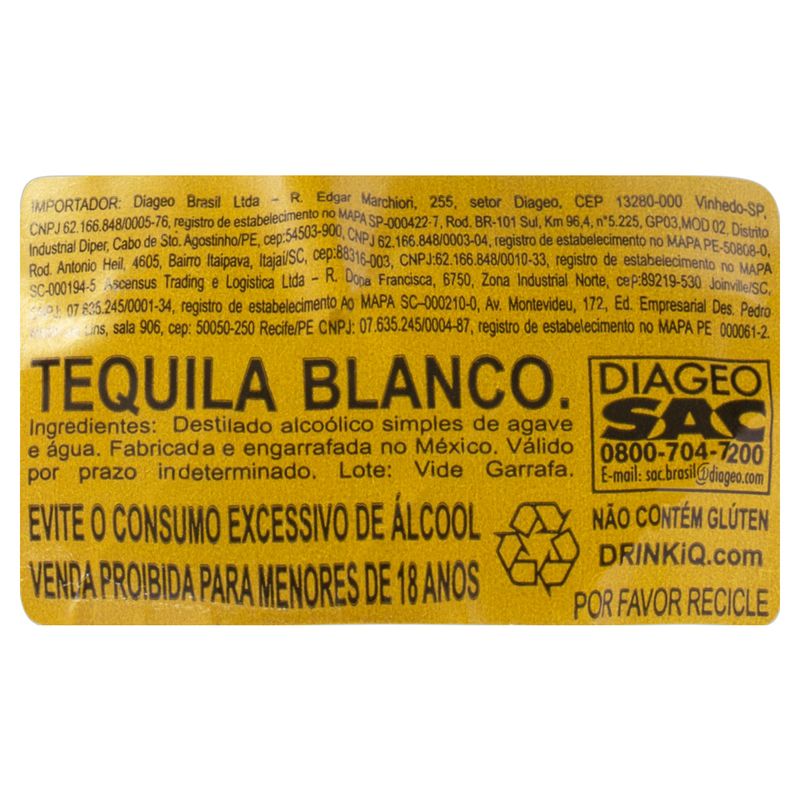 IMPORTADOR: Diageo Brasil Ltda – R. Edgar Marchiori, 255, setor Diageo, CEP 13280-000 Vinhedo-SP,
CNPJ 62.166.848/0005-76, registro de estabelecimento no MAPA SP-000422-7, Rod. BR-101 Sul, Km 96,4, n°5.225, GP03,MOD 02, Distrito
Industrial Diper, Cabo de Sto. Agostinho/PE, cep:54503-900, CNPJ 62.166.848/0003-04, registro de estabelecimento no MAPA PE-50808-0,
Rod. Antonio Heil, 4605, Bairro Itaipava, Itajaí/SC, cep:88316-003, CNPJ:62.166.848/0010-33, registro de estabelecimento no MAPA
SC-000194-5 Ascensus Trading e Logística Ltda – R. Dona Francisca, 6750, Zona Industrial Norte, cep:89219-530 Joinville/SC,
CNPJ: 07.635.245/0001-34, registro de estabelecimento Ao MAPA SC-000210-0, Av. Montevideu, 172, Ed. Empresarial Des. Pedro
de Lins, sala 906, cep: 50050-250 Recife/PE CNPJ: 07.635.245/0004-87, registro de estabelecimento no MAPA PE 000061-2.
TEQUILA BLANCO.
Ingredientes: Destilado alcoólico simples de agave
e água. Fabricada e engarrafada no México. Válido
por prazo indeterminado. Lote: Vide Garrafa.
DIAGEO
SAC
0800-704-7200
E-mail: sac.brasil@diageo.com
EVITE O CONSUMO EXCESSIVO DE ÁLCOOL
VENDA PROIBIDA PARA MENORES DE 18 ANOS
NÃO CONTÉM GLÚTEN
DRINKiQ.com
POR FAVOR RECICLE